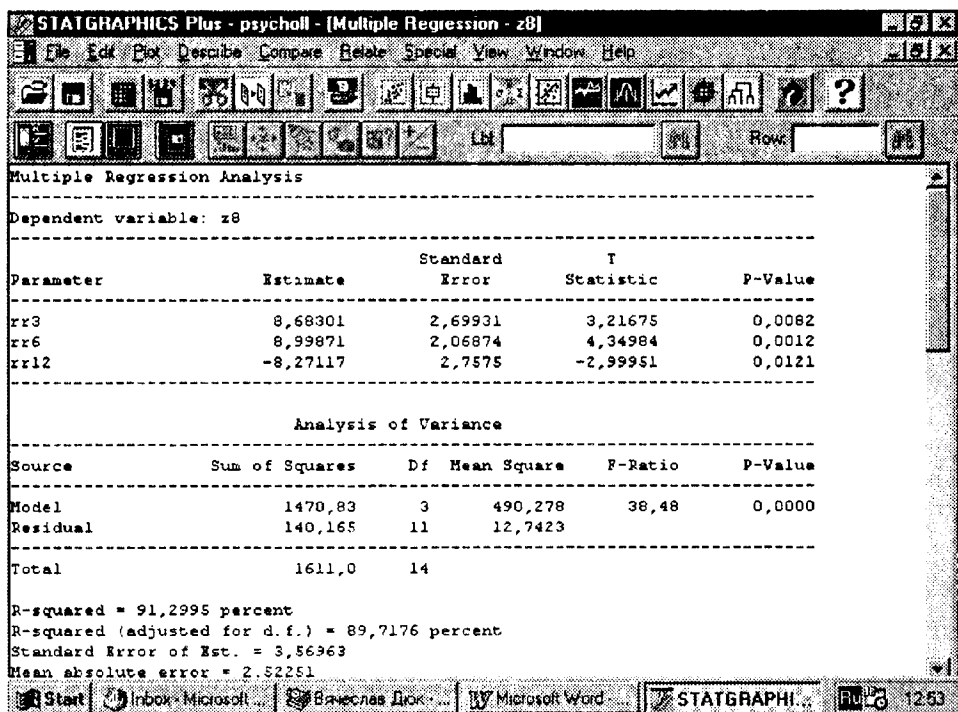 STATGRAPHICS Plus - psycholl - [Multiple Regression - z8]
File Edit Plot Describe Compare Relate Special View Window Help
Lbl: Row:
Multiple Regression Analysis
Dependent variable: z8
Standard T
Parameter Estimate Error Statistic P-Value
rr3 8,68301 2,69931 3,21675 0,0082
rr6 8,99871 2,06874 4,34984 0,0012
rr12 -8,27117 2,7575 -2,99951 0,0121
Analysis of Variance
Source Sum of Squares Df Mean Square F-Ratio P-Value
Model 1470,83 3 490,278 38,48 0,0000
Residual 140,165 11 12,7423
Total 1611,0 14
R-squared = 91,2995 percent
R-squared (adjusted for d.f.) = 89,7176 percent
Standard Error of Est. = 3,56963
Mean absolute error = 2,52251
Start Inbox - Microsoft ... Вячеслав Дюк - ... Microsoft Word - ... STATGRAPHI... Ru 12:53